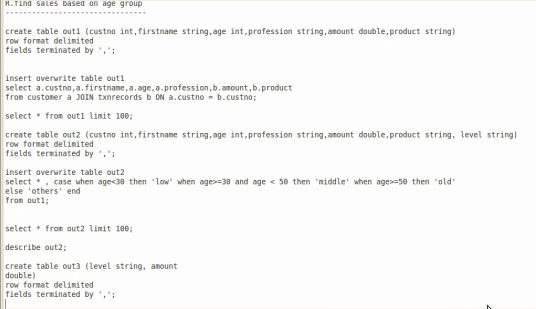 R.find sales based on age group
--------------------------------
create table out1 (custno int,firstname string,age int,profession string,amount double,product string)
row format delimited
fields terminated by ',';
insert overwrite table out1
select a.custno,a.firstname,a.age,a.profession,b.amount,b.product
from customer a JOIN txnrecords b ON a.custno = b.custno;
select * from out1 limit 100;
create table out2 (custno int,firstname string,age int,profession string,amount double,product string, level string)
row format delimited
fields terminated by ',';
insert overwrite table out2
select * , case when age<30 then 'low' when age>=30 and age < 50 then 'middle' when age>=50 then 'old'
else 'others' end
from out1;
select * from out2 limit 100;
describe out2;
create table out3 (level string, amount
double)
row format delimited
fields terminated by ',';